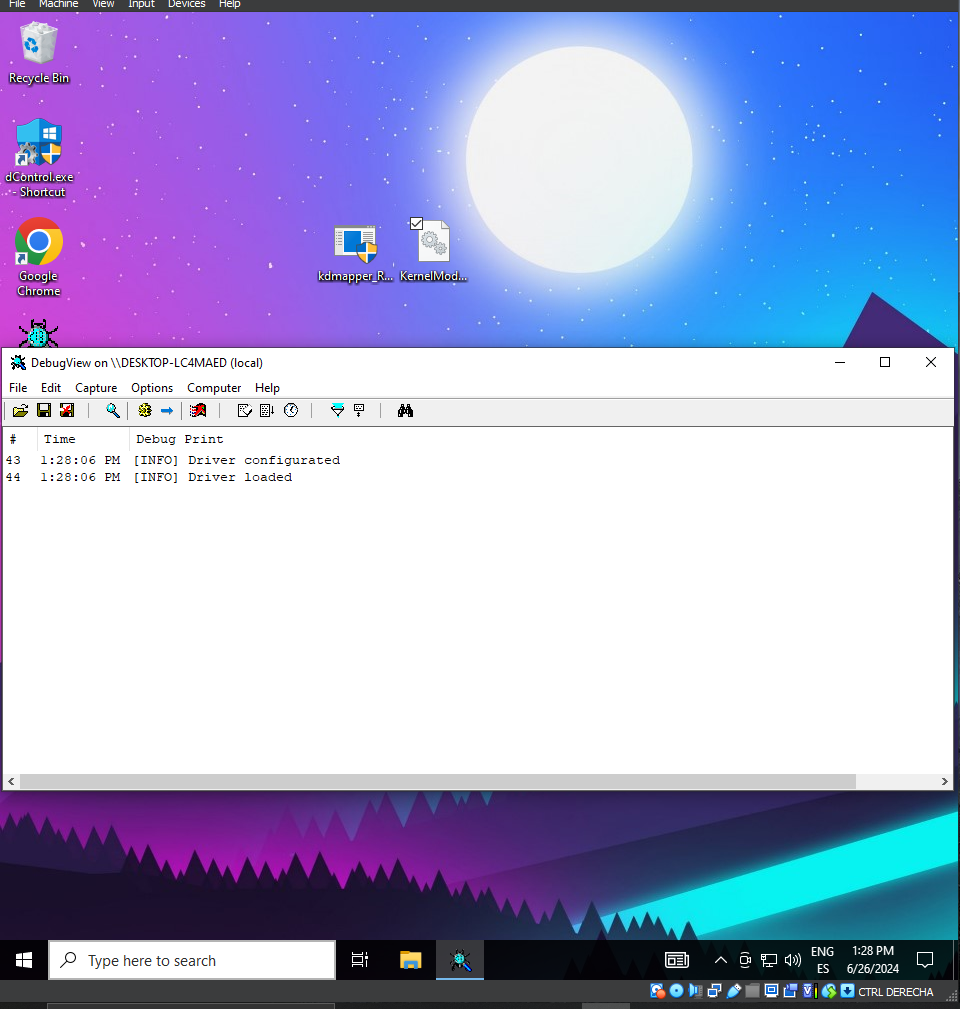 File Machine View Input Devices Help
Recycle Bin
dControl.exe
- Shortcut
Google
Chrome
kdmapper_R... KernelMod...
DebugView on \\DESKTOP-LC4MAED (local)
File Edit Capture Options Computer Help
# Time Debug Print
43 1:28:06 PM [INFO] Driver configurated
44 1:28:06 PM [INFO] Driver loaded
Type here to search
ENG
ES
1:28 PM
6/26/2024
CTRL DERECHA